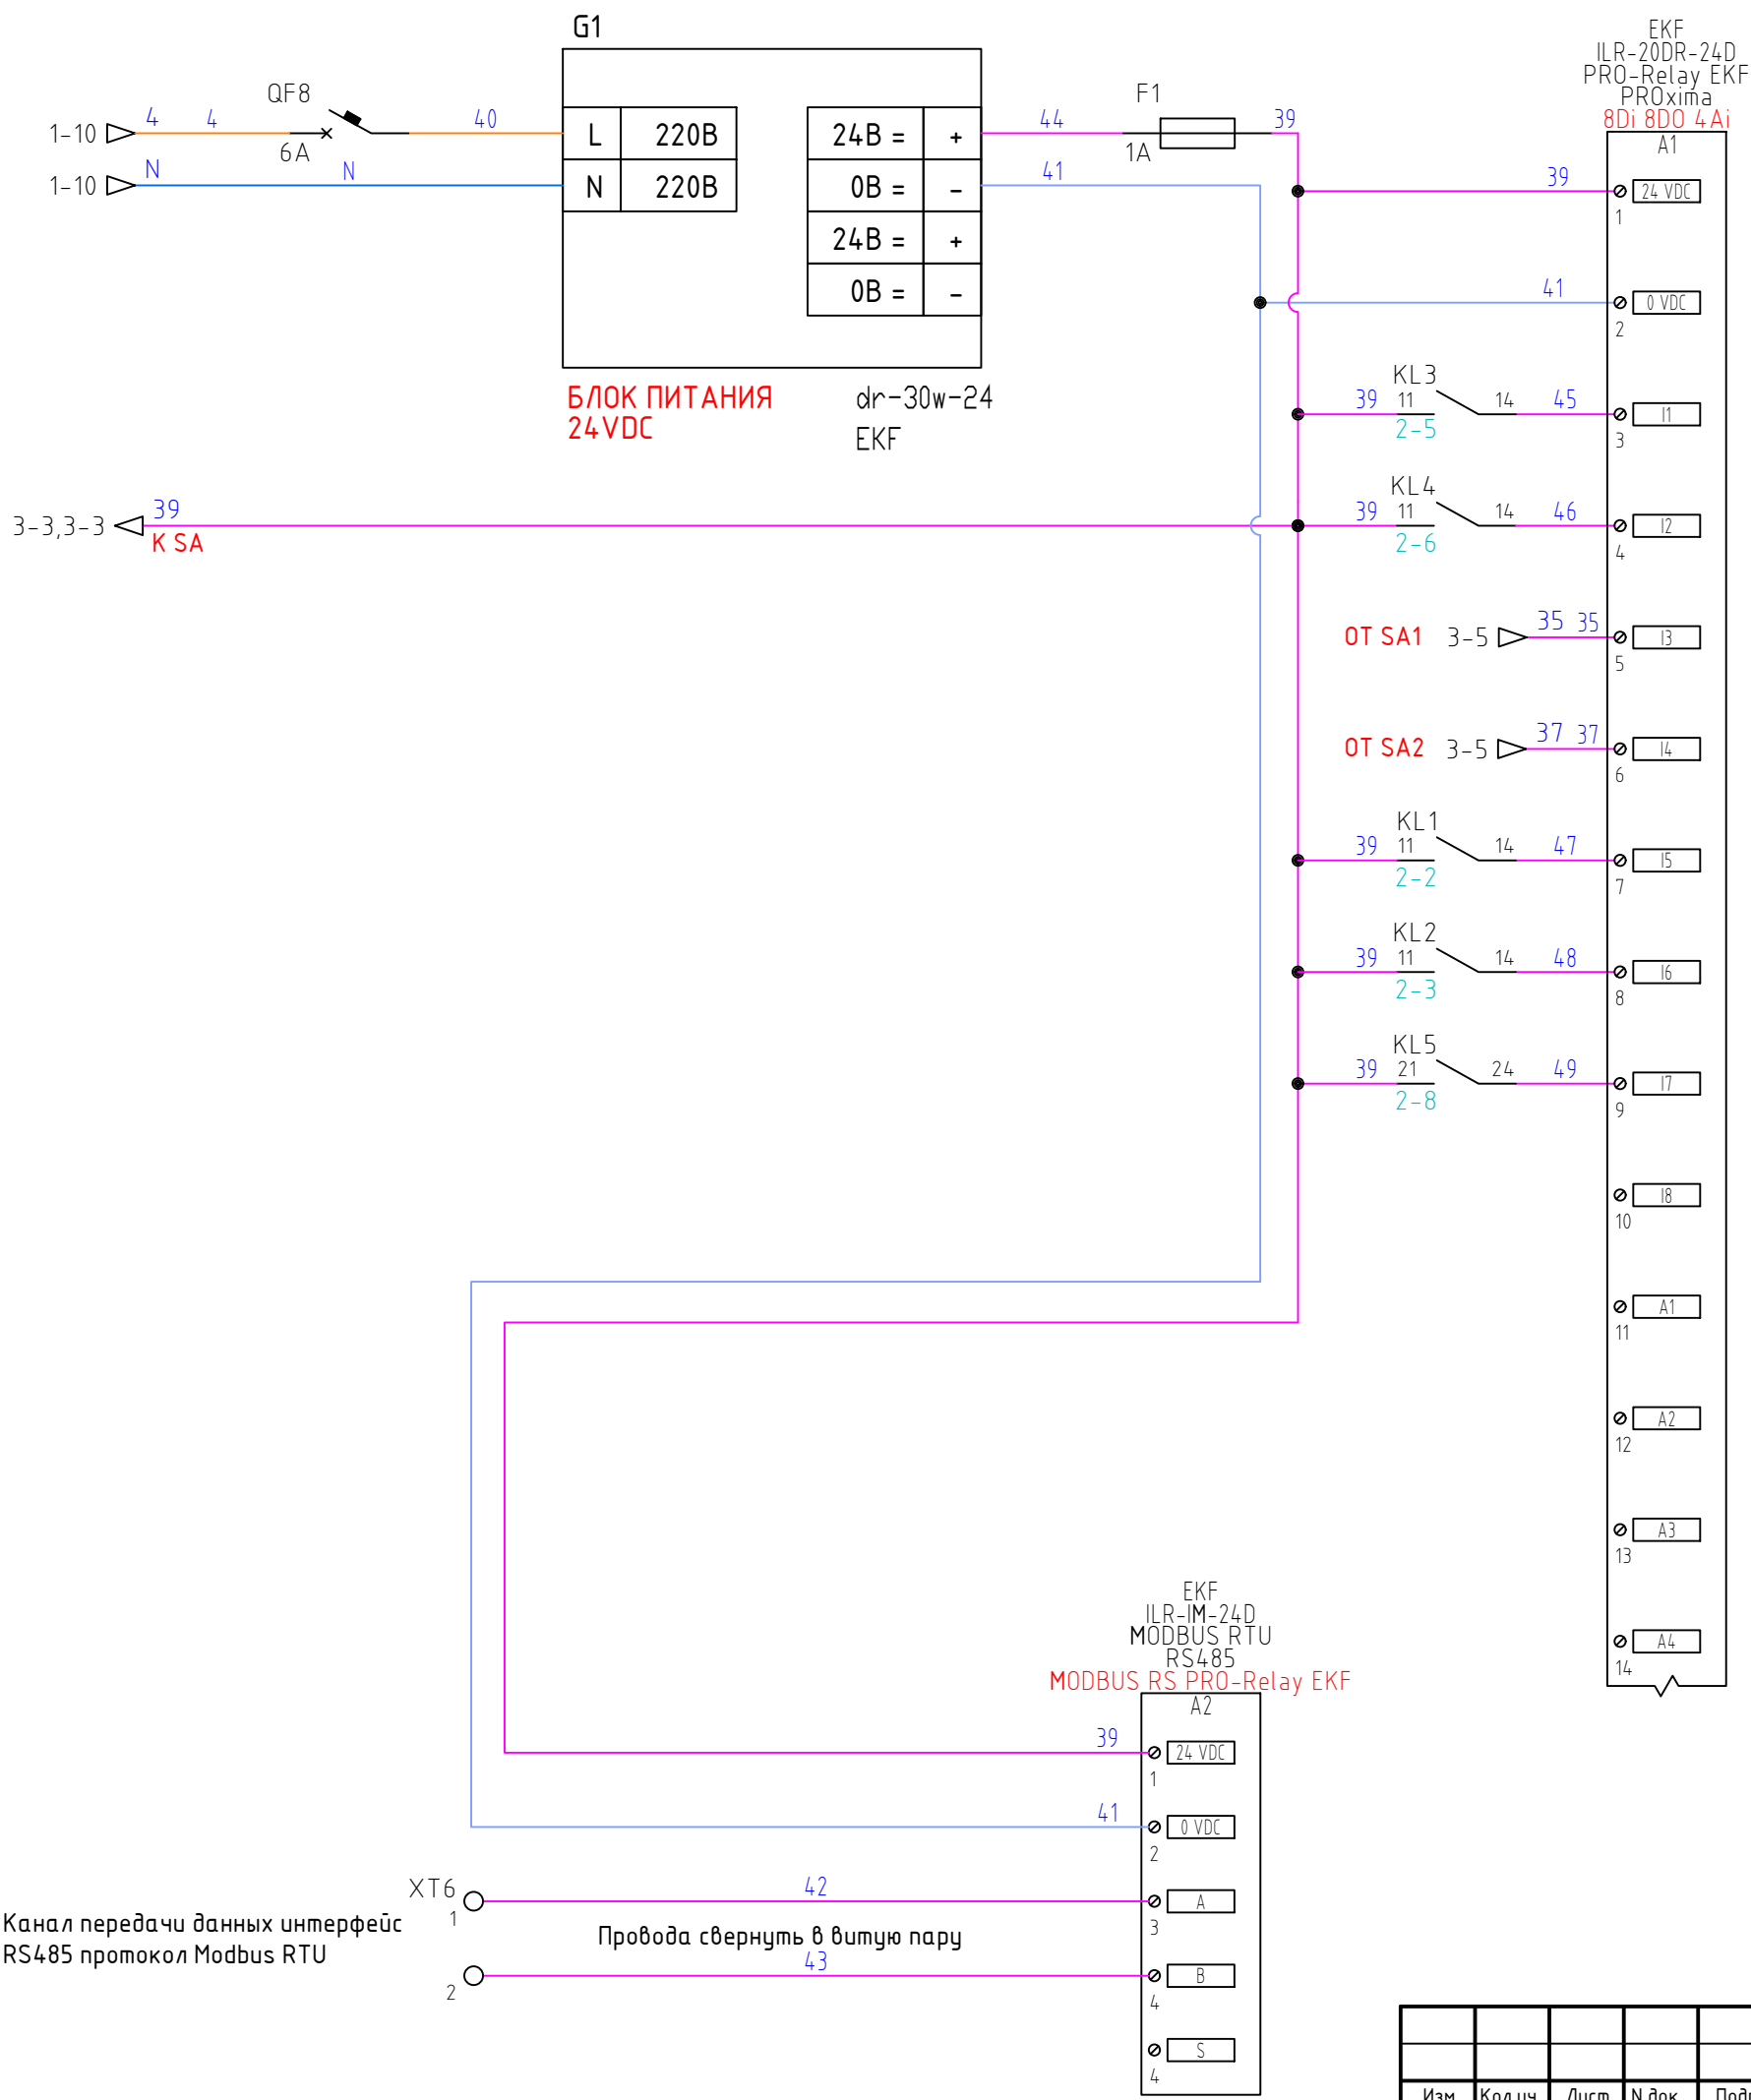 G1
EKF
ILR-20DR-24D
PRO-Relay EKF
PROxima
8Di 8DO 4Ai
A1
QF8
F1
1-10
4
4
40
L
220В
24В =
+
44
39
6А
1А
1-10
N
N
N
220В
0В =
-
41
24В =
+
0В =
-
39
24 VDC
1
41
0 VDC
2
БЛОК ПИТАНИЯ
24VDC
dr-30w-24
EKF
KL3
39
11
14
45
I1
2-5
3
3-3,3-3
39
К SA
KL4
39
11
14
46
I2
2-6
4
ОТ SA1
3-5
35
35
I3
5
ОТ SA2
3-5
37
37
I4
6
KL1
39
11
14
47
I5
2-2
7
KL2
39
11
14
48
I6
2-3
8
KL5
39
21
24
49
I7
2-8
9
I8
10
A1
11
A2
12
A3
13
A4
14
EKF
ILR-IM-24D
MODBUS RTU
RS485
MODBUS RS PRO-Relay EKF
A2
39
24 VDC
1
41
0 VDC
2
XT6
1
42
A
3
Канал передачи данных интерфейс
RS485 протокол Modbus RTU
Провода свернуть в витую пару
2
43
B
4
S
4
Изм
Кол.уч
Лист
N док